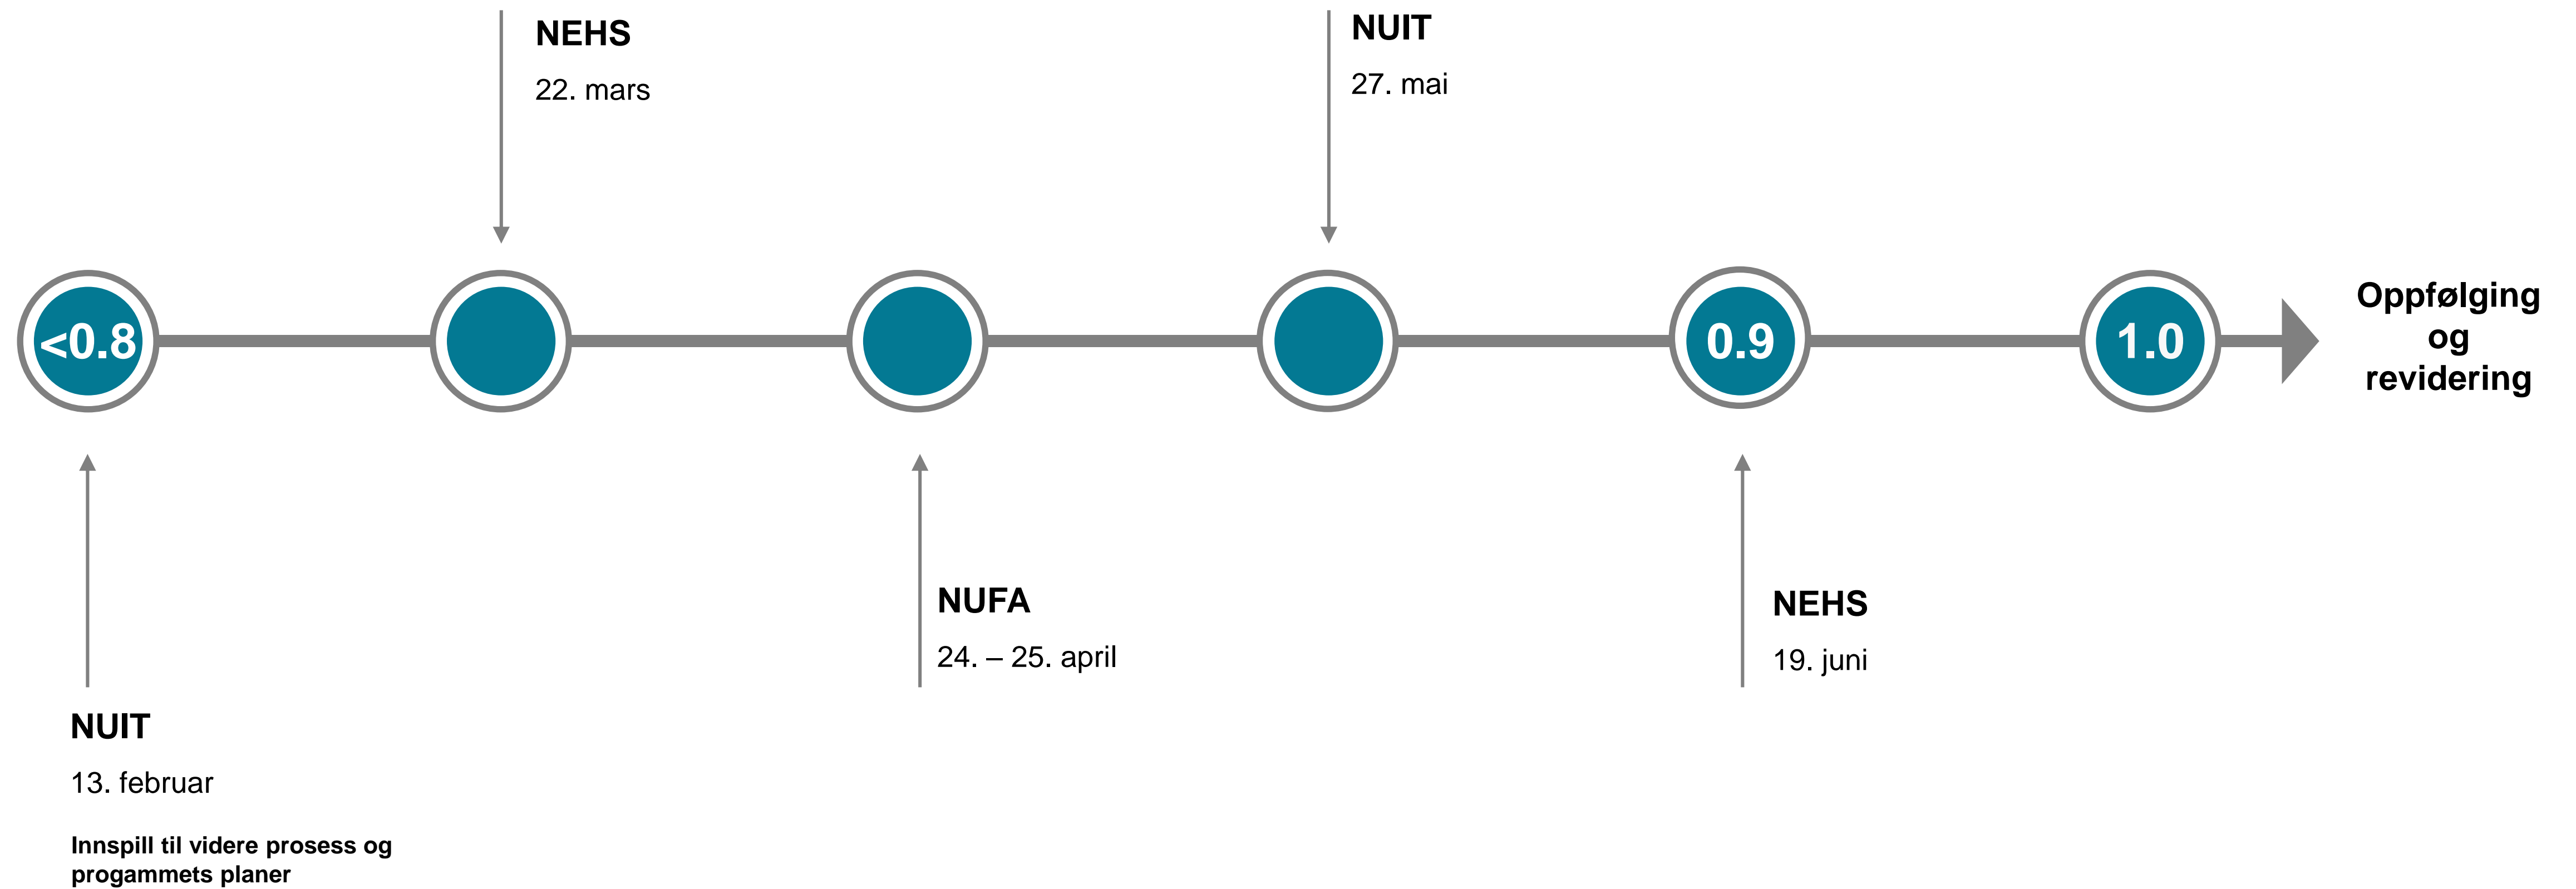 NEHS
22. mars
NUIT
27. mai
<0.8
0.9
1.0
Oppfølging
og
revidering
NUFA
24. – 25. april
NEHS
19. juni
NUIT
13. februar
Innspill til videre prosess og
progammets planer